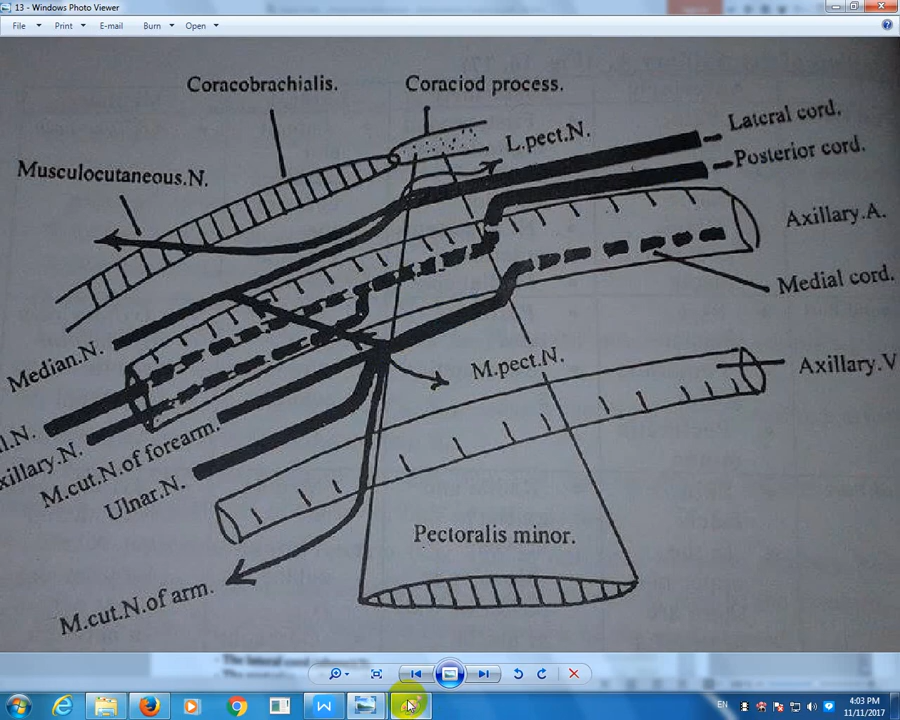 13 - Windows Photo Viewer
File Print E-mail Burn Open
Coracobrachialis.
Coraciod process.
L.pect.N.
Lateral cord.
Posterior cord.
Musculocutaneous.N.
Axillary.A.
Medial cord.
Median.N.
M.pect.N.
Axillary.V
l.N.
xillary.N.
M.cut.N.of forearm.
Ulnar.N.
Pectoralis minor.
M.cut.N.of arm.
EN
4:03 PM
11/11/2017